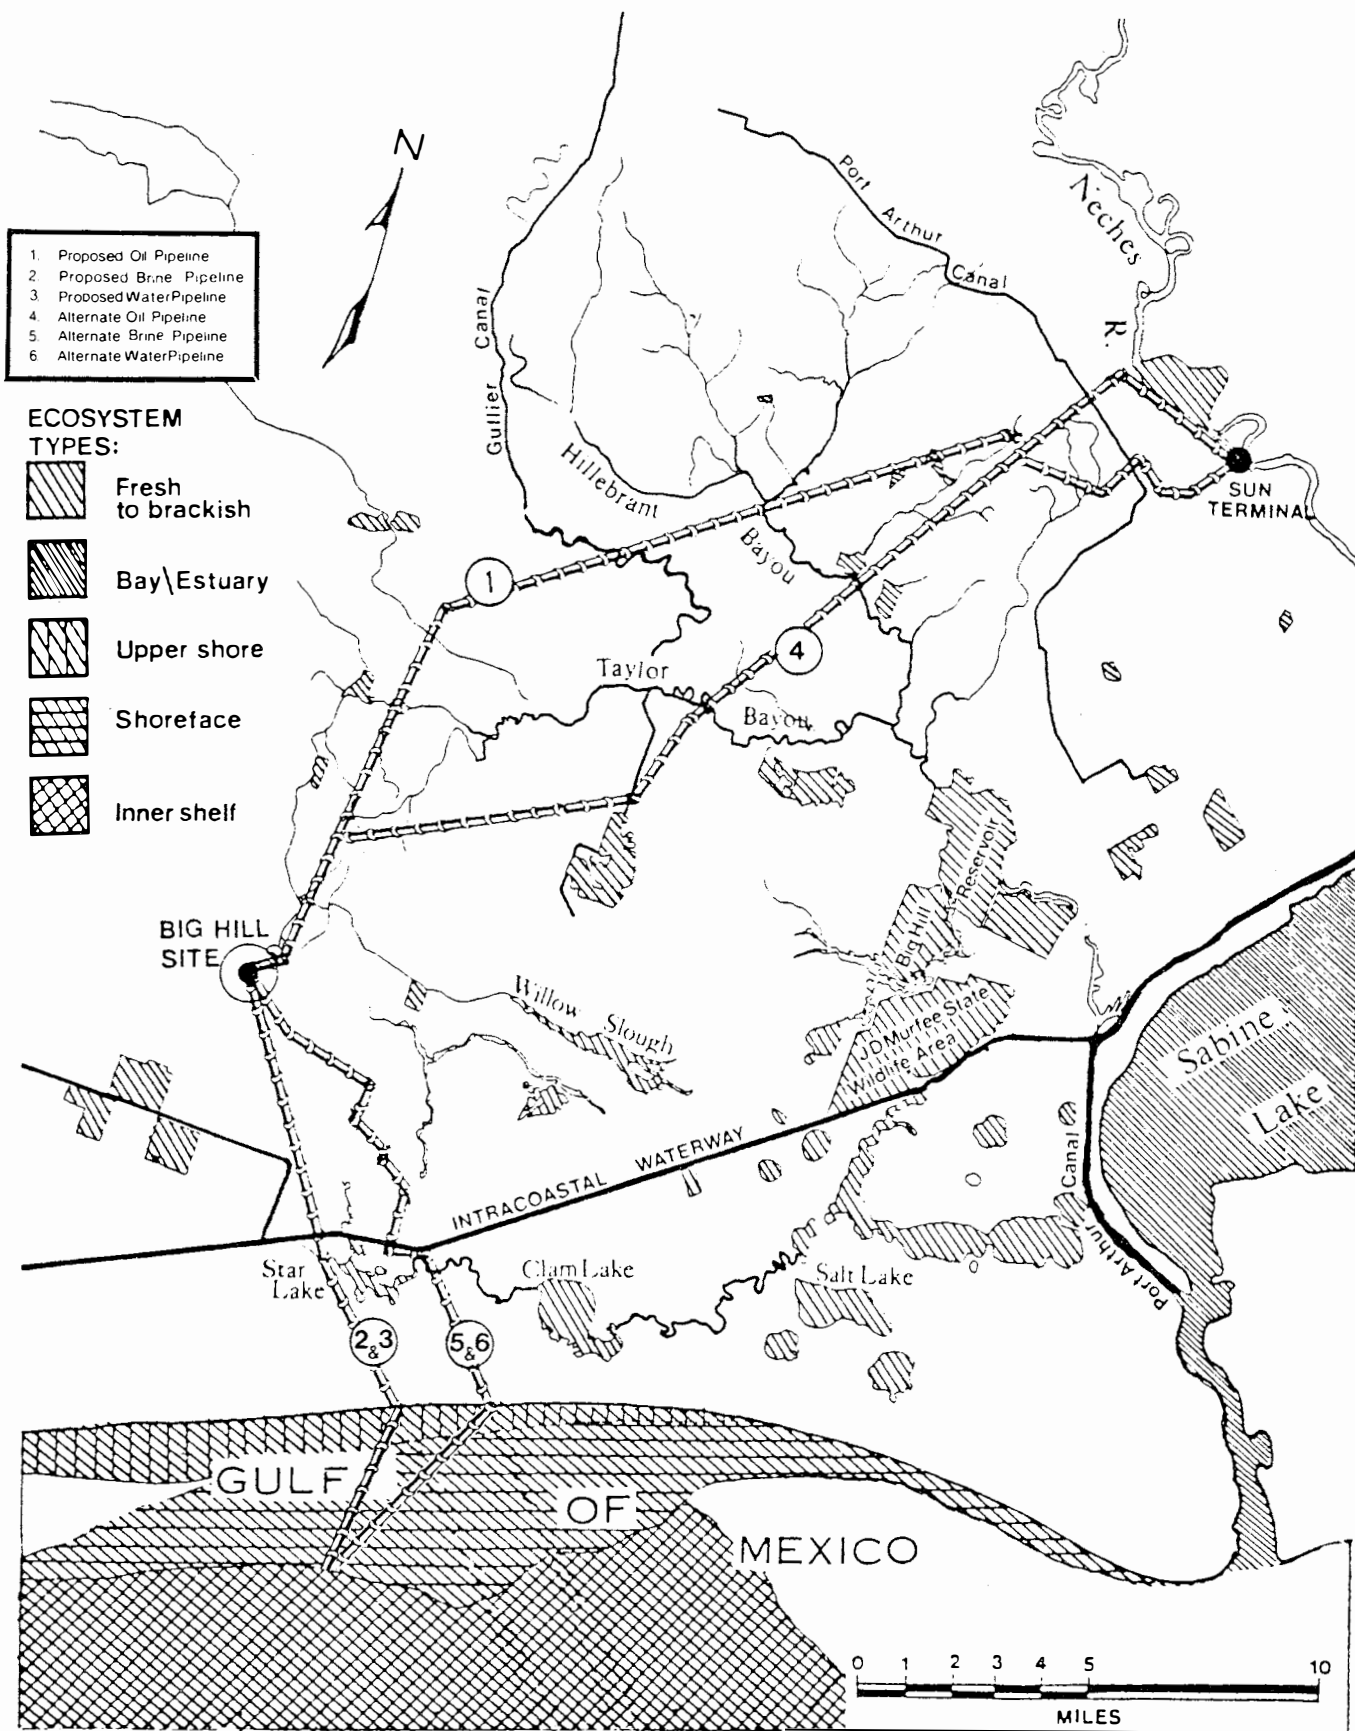 N
Port
Arthur
Canal
Neches
R.
1. Proposed Oil Pipeline
2. Proposed Brine Pipeline
3. Proposed Water Pipeline
4. Alternate Oil Pipeline
5. Alternate Brine Pipeline
6. Alternate Water Pipeline
ECOSYSTEM
TYPES:
Fresh
to brackish
Bay\Estuary
Upper shore
Shoreface
Inner shelf
Gullier Canal
Hillebrant
Bayou
SUN
TERMINAL
1
4
Taylor
Bayou
BIG HILL
SITE
Willow Slough
Big Hill
Reservoir
JD Murfee State
Wildlife Area
Sabine
Lake
INTRACOASTAL WATERWAY
Port Arthur Canal
Star
Lake
Clam Lake
Salt Lake
2&3
5&6
GULF
OF
MEXICO
0 1 2 3 4 5 10
MILES